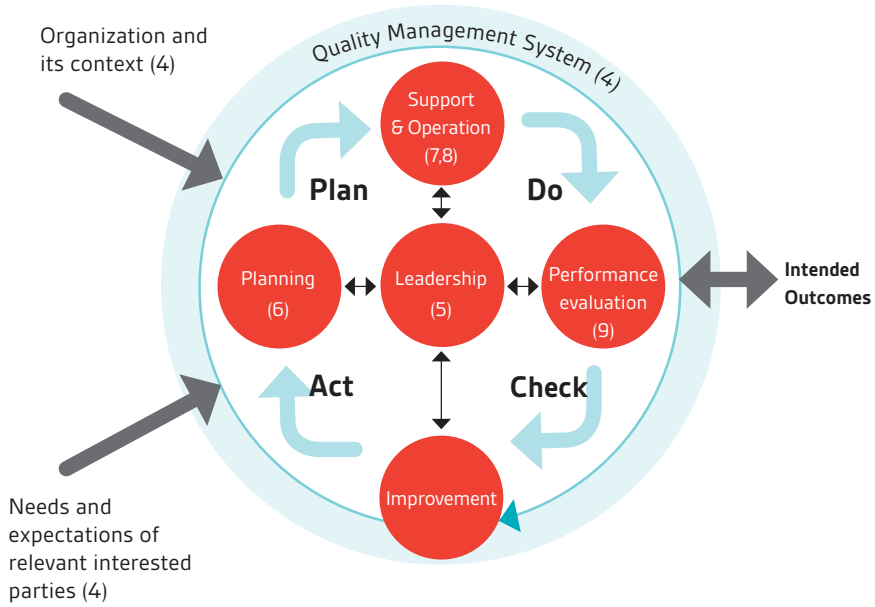 Organization and
its context (4)
Quality Management System (4)
Support
& Operation
(7,8)
Plan
Do
Planning
(6)
Leadership
(5)
Performance
evaluation
(9)
Intended
Outcomes
Act
Check
Improvement
Needs and
expectations of
relevant interested
parties (4)